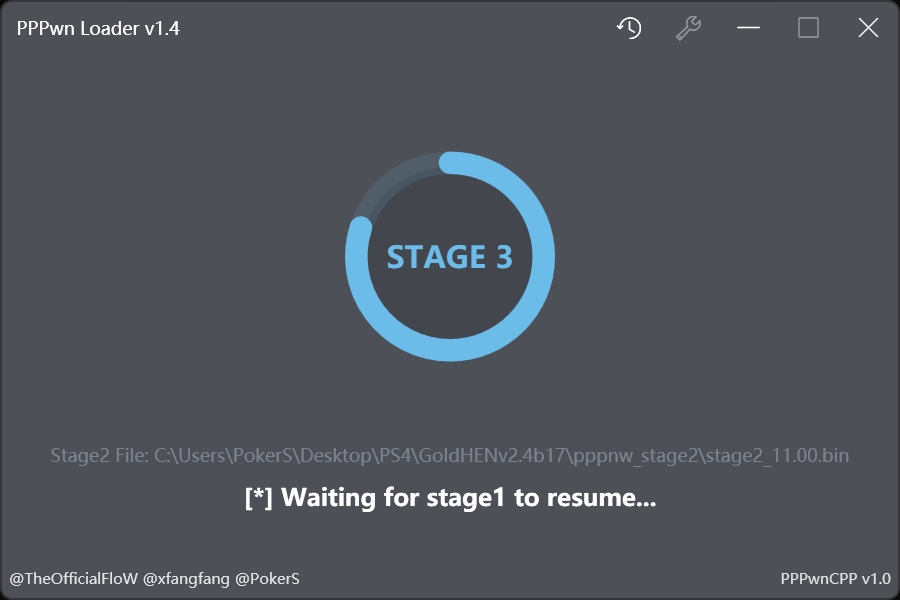 PPPwn Loader v1.4
STAGE 3
Stage2 File: C:\Users\PokerS\Desktop\PS4\GoldHENv2.4b17\pppnw_stage2\stage2_11.00.bin
[*] Waiting for stage1 to resume...
@TheOfficialFloW @xfangfang @PokerS
PPPwnCPP v1.0